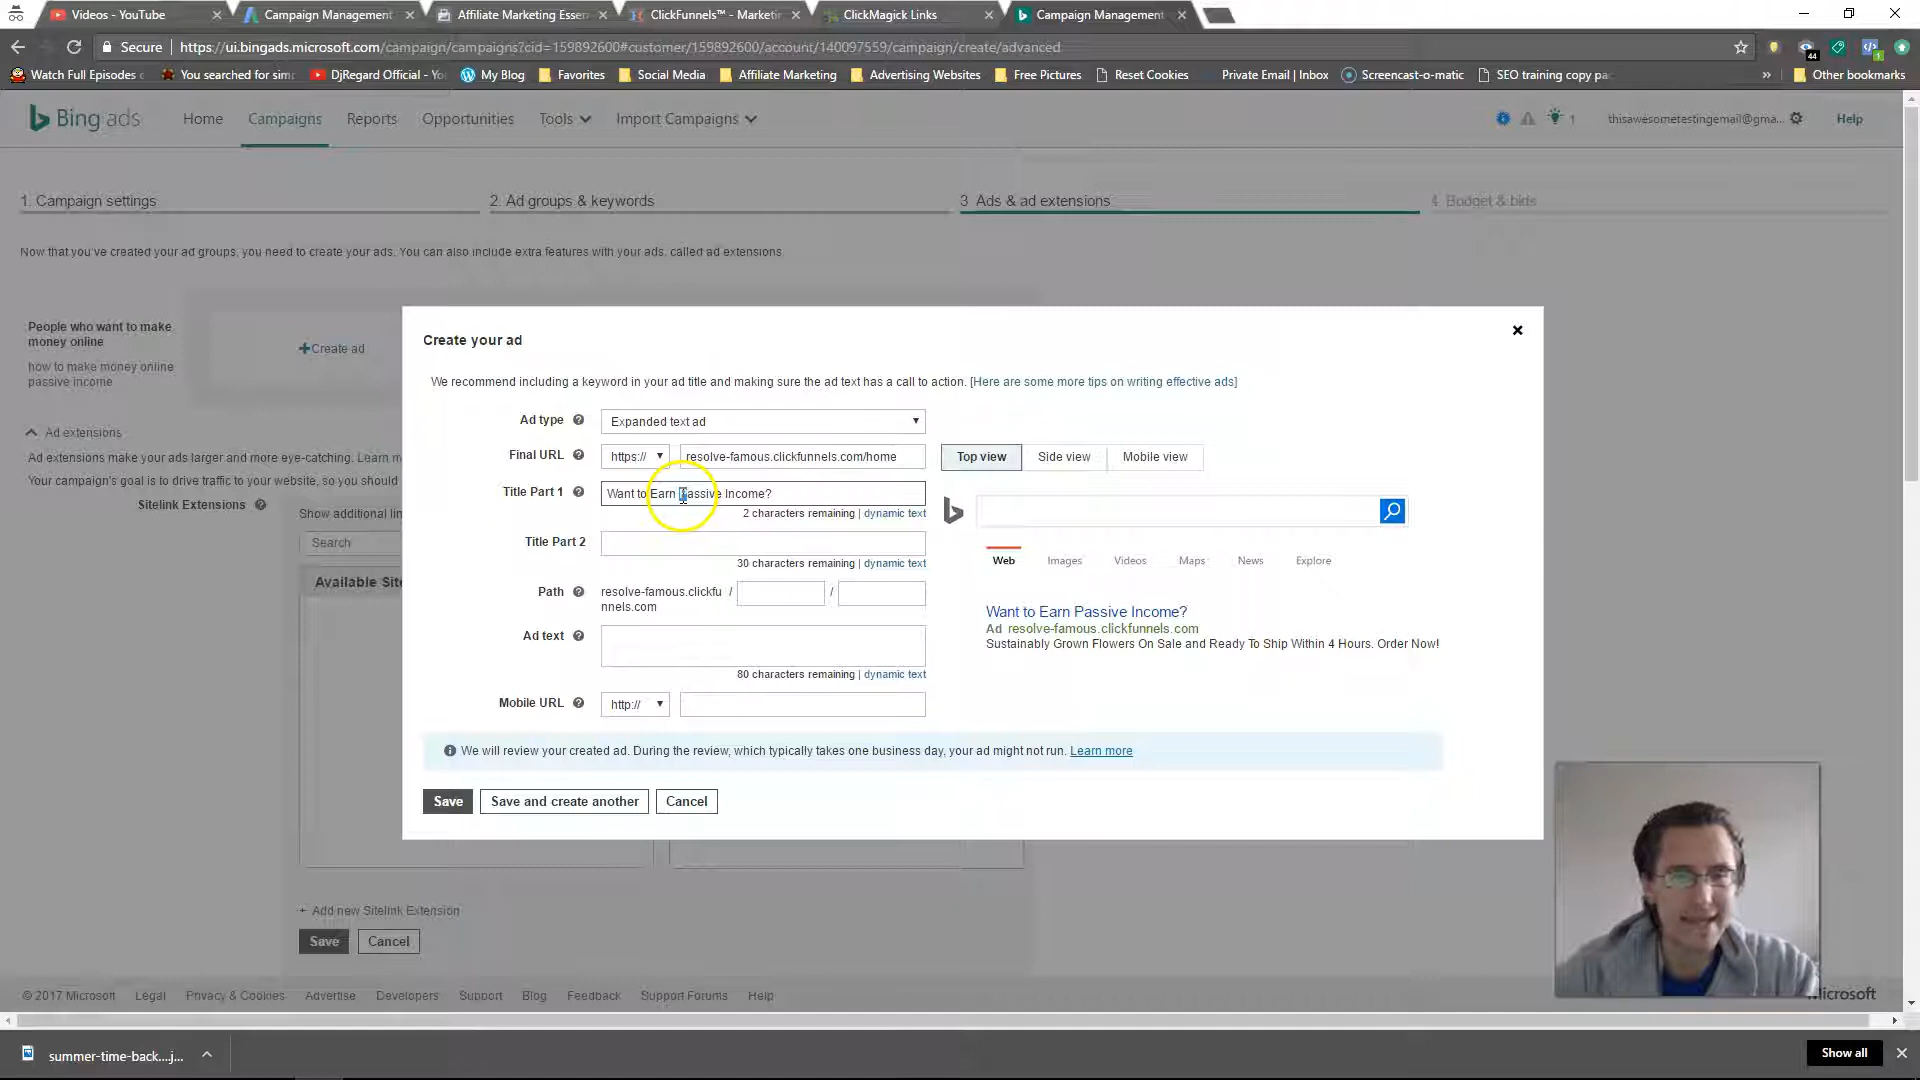 Videos - YouTube
Campaign Management
Affiliate Marketing Essen
ClickFunnels™ - Marketin
ClickMagick Links
Campaign Management
Secure
https://ui.bingads.microsoft.com/campaign/campaigns?cid=159892600#customer/159892600/account/140097559/campaign/create/advanced
44
1
Watch Full Episodes
You searched for sim
DjRegard Official - Yo
My Blog
Favorites
Social Media
Affiliate Marketing
Advertising Websites
Free Pictures
Reset Cookies
Private Email | Inbox
Screencast-o-matic
SEO training copy pa
»
Other bookmarks
Bing ads
Home
Campaigns
Reports
Opportunities
Tools
Import Campaigns
1
thisawesometestingemail@gma...
Help
1. Campaign settings
2. Ad groups & keywords
3 Ads & ad extensions
4. Budget & bids
Now that you've created your ad groups, you need to create your ads. You can also include extra features with your ads, called ad extensions.
People who want to make
money online
how to make money online
passive income
+Create ad
Ad extensions
Ad extensions make your ads larger and more eye-catching. Learn m
Your campaign's goal is to drive traffic to your website, so you should
Sitelink Extensions
Show additional lin
Search
Available Site
+ Add new Sitelink Extension
Save
Cancel
Create your ad
We recommend including a keyword in your ad title and making sure the ad text has a call to action. [Here are some more tips on writing effective ads]
Ad type
Expanded text ad
Final URL
https://
resolve-famous.clickfunnels.com/home
Title Part 1
Want to Earn Passive Income?
2 characters remaining | dynamic text
Title Part 2
30 characters remaining | dynamic text
Path
resolve-famous.clickfu
nnels.com
/
/
Ad text
80 characters remaining | dynamic text
Mobile URL
http://
Top view
Side view
Mobile view
Web
Images
Videos
Maps
News
Explore
Want to Earn Passive Income?
Ad resolve-famous.clickfunnels.com
Sustainably Grown Flowers On Sale and Ready To Ship Within 4 Hours. Order Now!
We will review your created ad. During the review, which typically takes one business day, your ad might not run. Learn more
Save
Save and create another
Cancel
© 2017 Microsoft
Legal
Privacy & Cookies
Advertise
Developers
Support
Blog
Feedback
Support Forums
Help
Microsoft
summer-time-back....j...
Show all